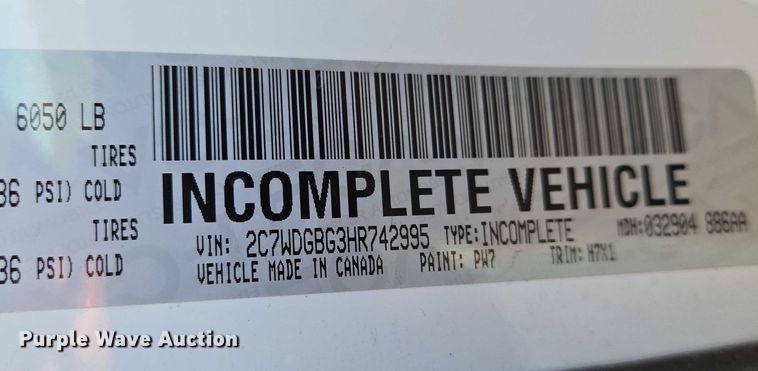 6050 LB
TIRES
36 PSI) COLD
TIRES
36 PSI) COLD
INCOMPLETE VEHICLE
VIN: 2C7WDGBG3HR742995 TYPE:INCOMPLETE MDH:032904 986AA
VEHICLE MADE IN CANADA PAINT: PW7 TRIM: H7X1
Purple Wave Auction